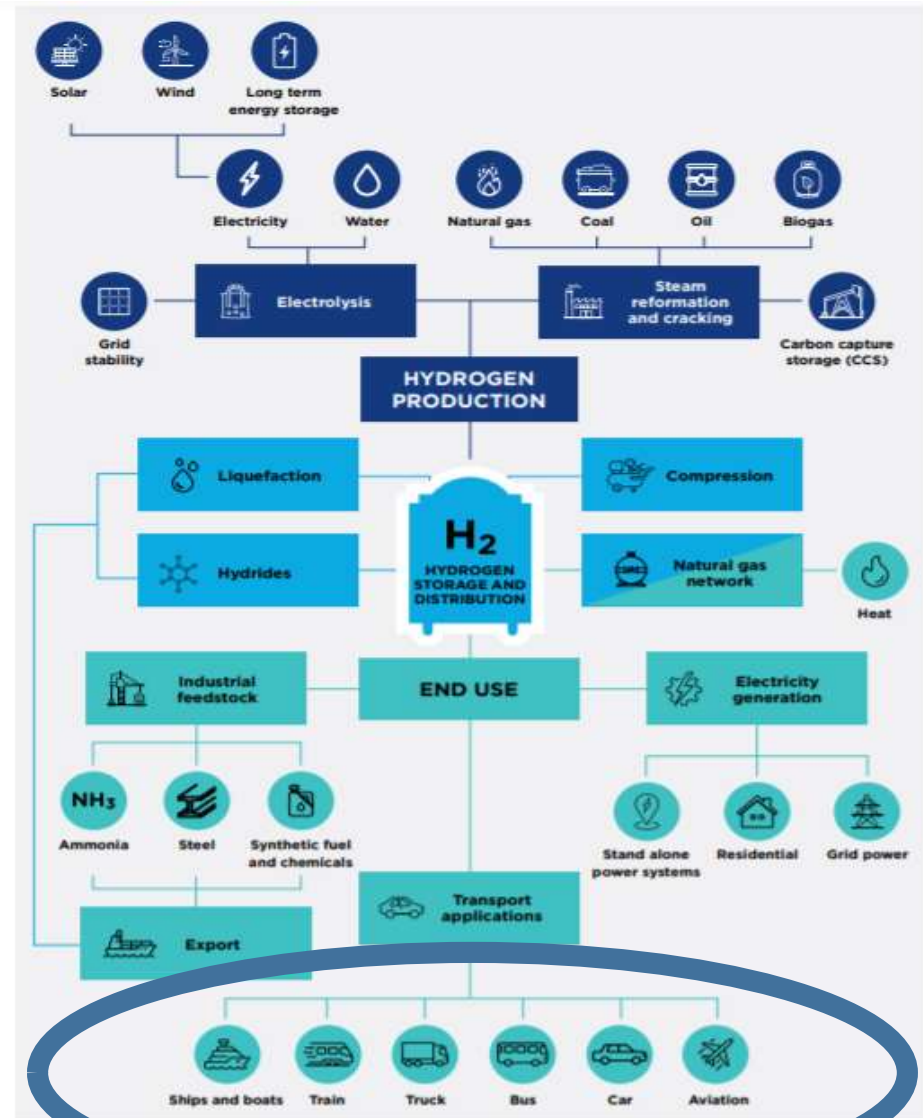 Solar
Wind
Long term
energy storage
Electricity
Water
Natural gas
Coal
Oil
Biogas
Electrolysis
Steam
reformation
and cracking
Grid
stability
Carbon capture
storage (CCS)
HYDROGEN
PRODUCTION
Liquefaction
Compression
H₂
HYDROGEN
STORAGE AND
DISTRIBUTION
Hydrides
Natural gas
network
Heat
Industrial
feedstock
END USE
Electricity
generation
NH₃
Ammonia
Steel
Synthetic fuel
and chemicals
Stand alone
power systems
Residential
Grid power
Transport
applications
Export
Ships and boats
Train
Truck
Bus
Car
Aviation